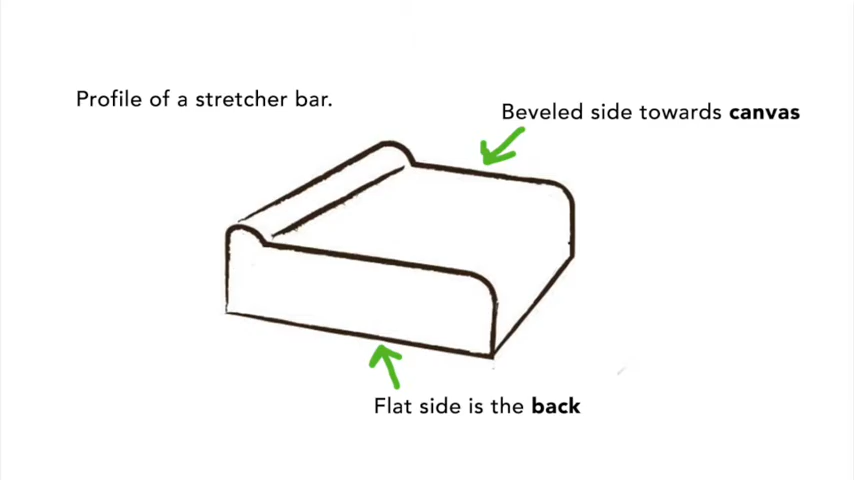 Profile of a stretcher bar.
Beveled side towards canvas
Flat side is the back